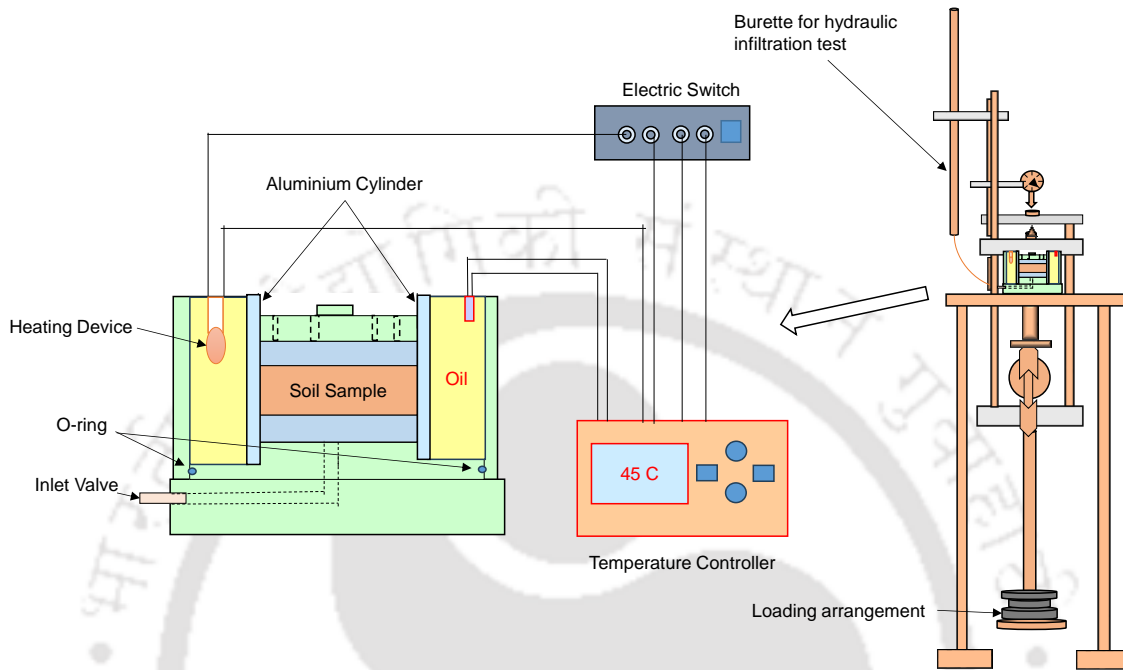 Burette for hydraulic
infiltration test
Electric Switch
Aluminium Cylinder
Heating Device
Oil
Soil Sample
O-ring
Inlet Valve
45 C
Temperature Controller
Loading arrangement